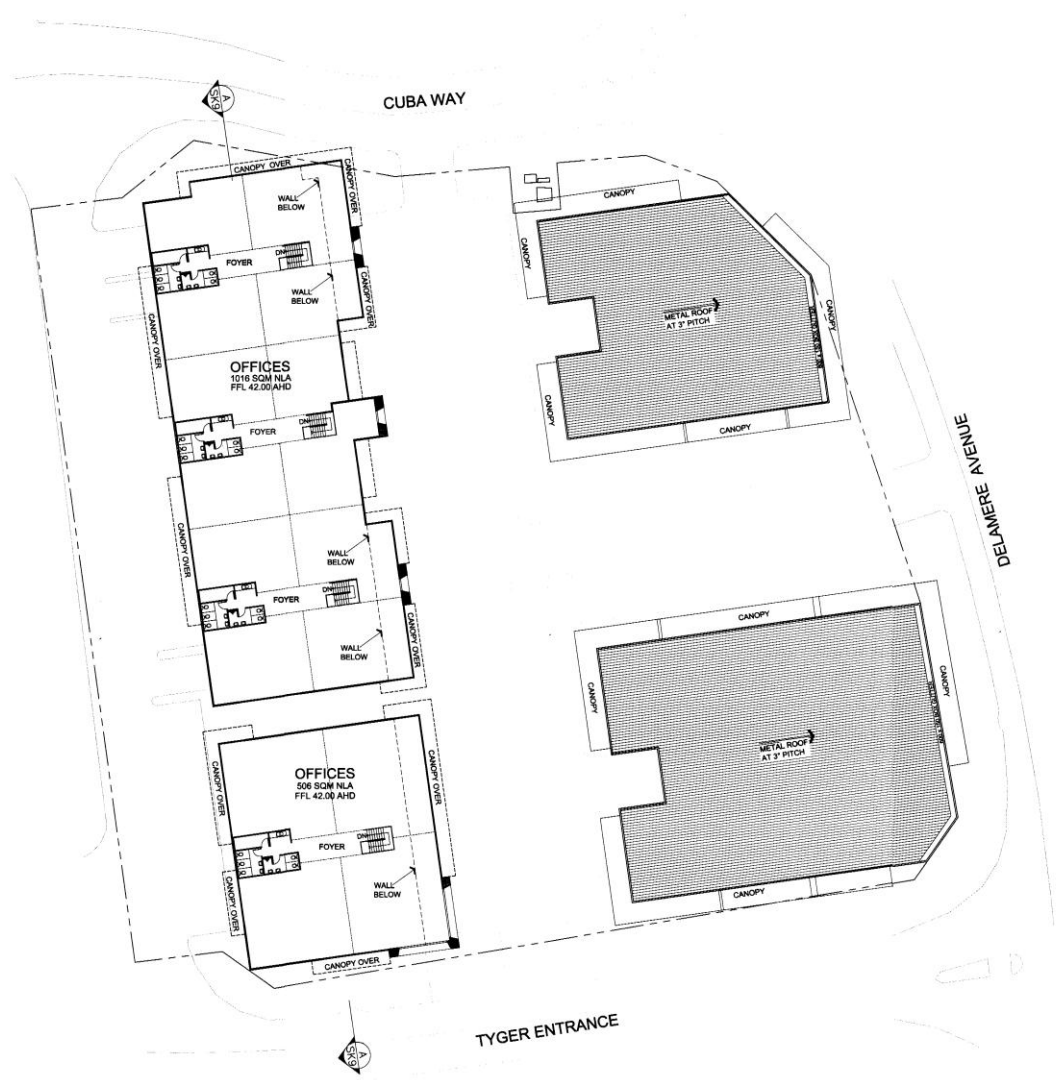 CUBA WAY
A
SK9
CANOPY OVER
CANOPY OVER
WALL
BELOW
CANOPY
CANOPY
FOYER
DN
WALL
BELOW
CANOPY OVER
CANOPY OVER
METAL ROOF
AT 3° PITCH
CANOPY
OFFICES
1016 SQM NLA
FFL 42.00 AHD
CANOPY
FOYER
DN
CANOPY
DELAMERE AVENUE
CANOPY OVER
WALL
BELOW
FOYER
DN
CANOPY OVER
WALL
BELOW
CANOPY
CANOPY
CANOPY
METAL ROOF
AT 3° PITCH
OFFICES
506 SQM NLA
FFL 42.00 AHD
CANOPY OVER
CANOPY OVER
FOYER
DN
WALL
BELOW
CANOPY OVER
CANOPY
CANOPY OVER
TYGER ENTRANCE
A
SK9